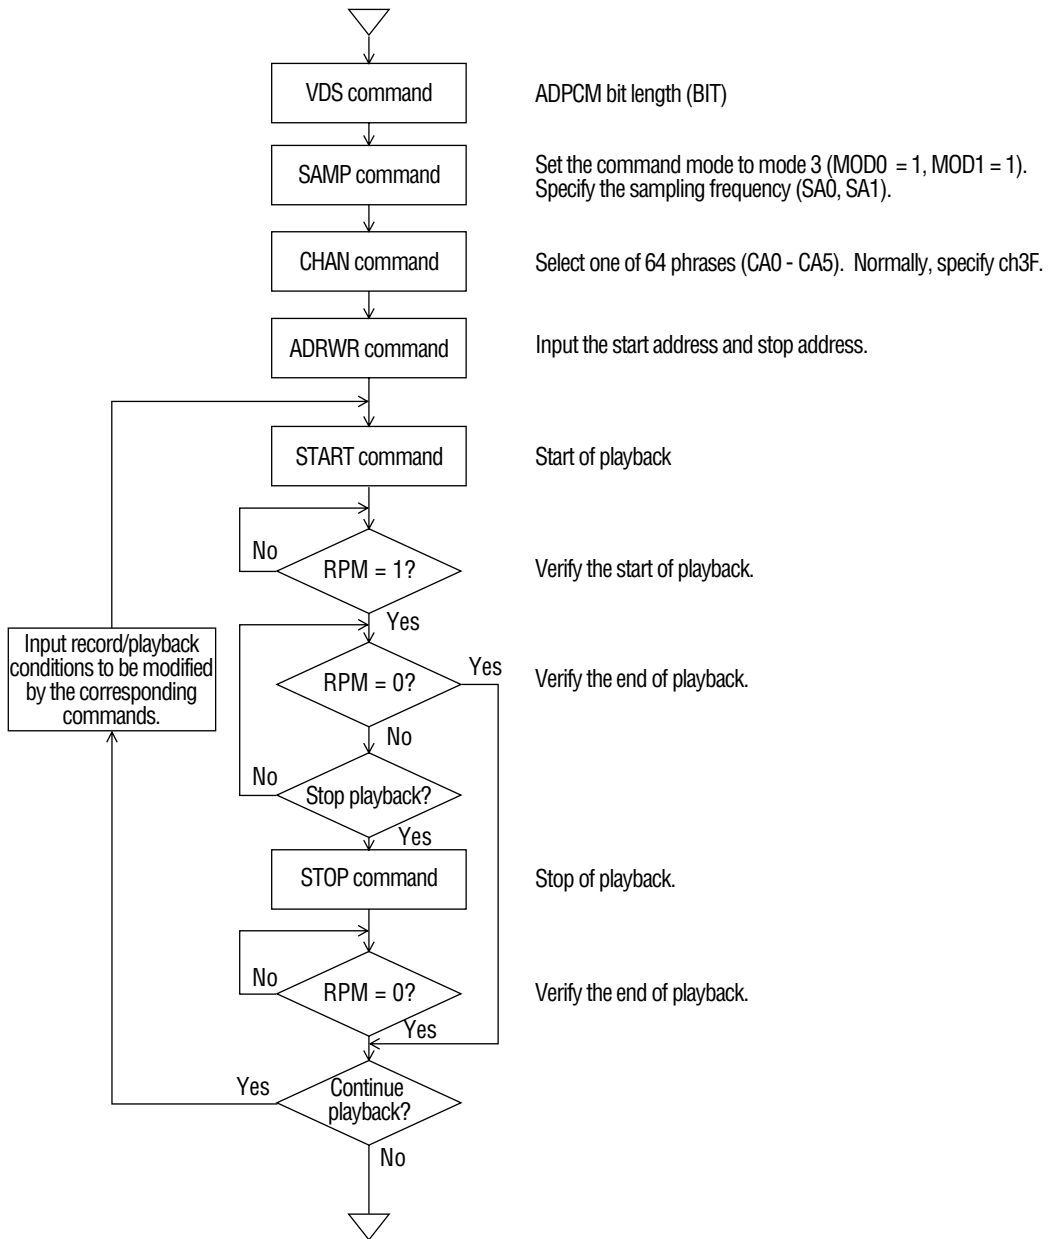 VDS command
ADPCM bit length (BIT)
SAMP command
Set the command mode to mode 3 (MOD0 = 1, MOD1 = 1).
Specify the sampling frequency (SA0, SA1).
CHAN command
Select one of 64 phrases (CA0 - CA5). Normally, specify ch3F.
ADRWR command
Input the start address and stop address.
START command
Start of playback
No
RPM = 1?
Verify the start of playback.
Yes
Input record/playback
conditions to be modified
by the corresponding
commands.
RPM = 0?
Yes
Verify the end of playback.
No
No
Stop playback?
Yes
STOP command
Stop of playback.
No
RPM = 0?
Verify the end of playback.
Yes
Yes
Continue
playback?
No